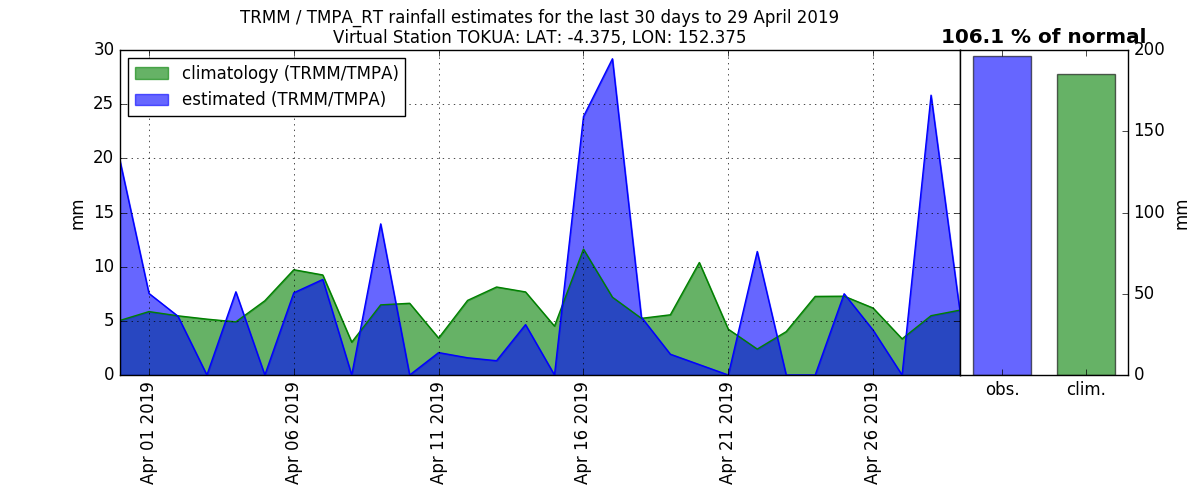 TRMM / TMPA_RT rainfall estimates for the last 30 days to 29 April 2019
Virtual Station TOKUA: LAT: -4.375, LON: 152.375
106.1 % of normal
climatology (TRMM/TMPA)
estimated (TRMM/TMPA)
30
25
20
15
10
5
0
mm
200
150
100
50
0
mm
Apr 01 2019
Apr 06 2019
Apr 11 2019
Apr 16 2019
Apr 21 2019
Apr 26 2019
obs.
clim.